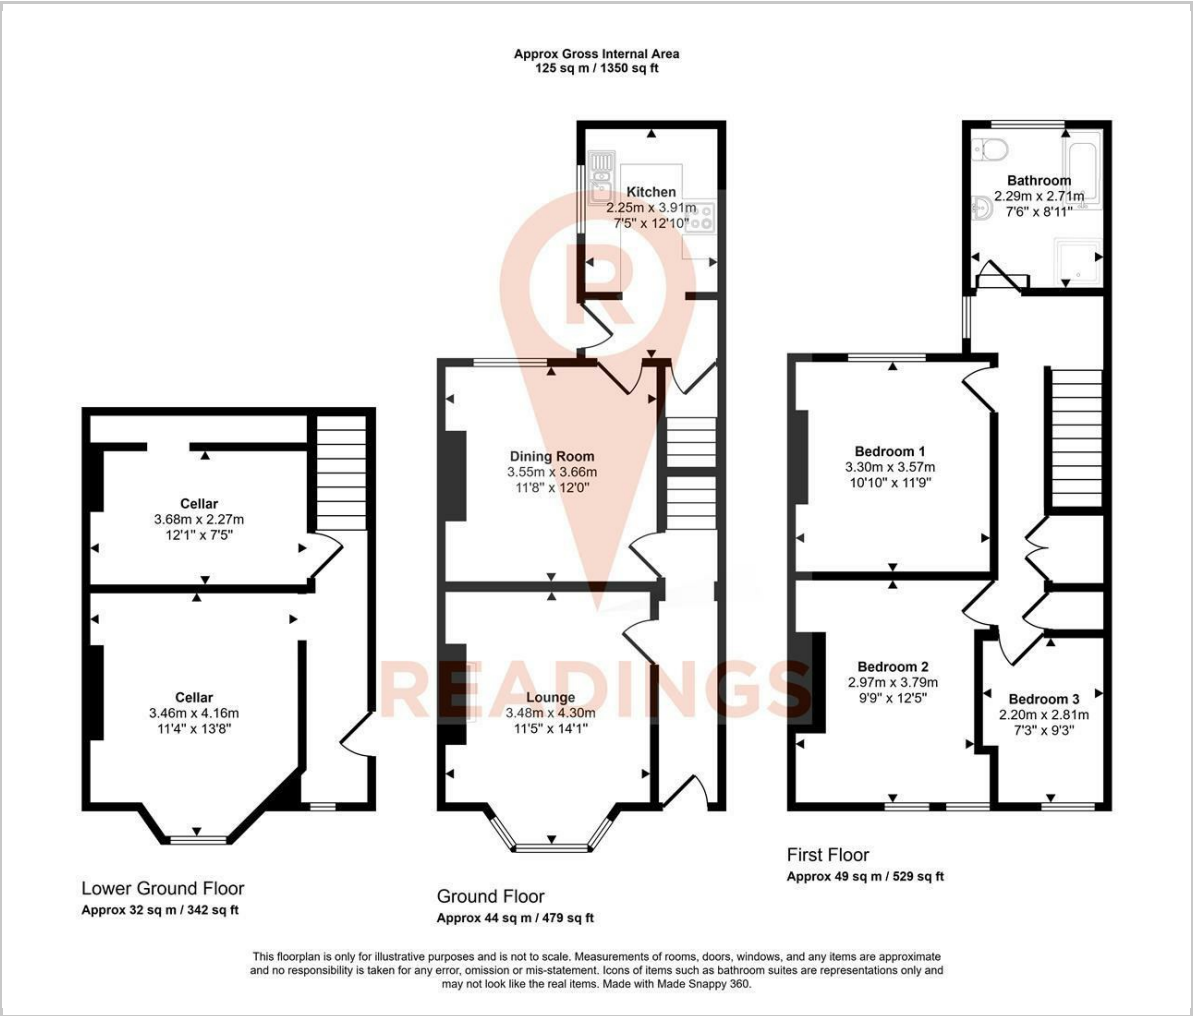 Approx Gross Internal Area
125 sq m / 1350 sq ft
Kitchen
2.25m x 3.91m
7'5" x 12'10"
Bathroom
2.29m x 2.71m
7'6" x 8'11"
R
Dining Room
3.55m x 3.66m
11'8" x 12'0"
Bedroom 1
3.30m x 3.57m
10'10" x 11'9"
Cellar
3.68m x 2.27m
12'1" x 7'5"
READINGS
Cellar
3.46m x 4.16m
11'4" x 13'8"
Lounge
3.48m x 4.30m
11'5" x 14'1"
Bedroom 2
2.97m x 3.79m
9'9" x 12'5"
Bedroom 3
2.20m x 2.81m
7'3" x 9'3"
Lower Ground Floor
Approx 32 sq m / 342 sq ft
Ground Floor
Approx 44 sq m / 479 sq ft
First Floor
Approx 49 sq m / 529 sq ft
This floorplan is only for illustrative purposes and is not to scale. Measurements of rooms, doors, windows, and any items are approximate
and no responsibility is taken for any error, omission or mis-statement. Icons of items such as bathroom suites are representations only and
may not look like the real items. Made with Made Snappy 360.